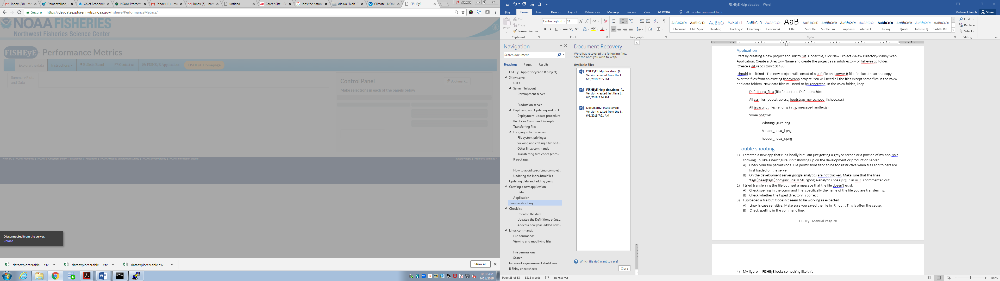 Inbox (20) - me
Damanzaihao,
Chief Economis
NOAA Protects
Inbox (11) - ma
Inbox (6) - hars
untitled
Career Site - Se
jobs the nature
Alaska "Blob" T
Climate | NOA
FISHEyE
Melanie
Secure | https://devdataexplorer.nwfsc.noaa.gov/fisheye/PerformanceMetrics/
NOAA FISHERIES
Northwest Fisheries Science Center
FISHEyE - Performance Metrics
Explore the data
Instructions
Bulletin Board
Contact us
FISHEyE Applications
FISHEyE Homepage
Summary Plots
and Data
Control Panel
Bookmark...
Make selections in each of the panels below
NWFSC | NOAA Fisheries | NOAA | Copyright policy | Disclaimer | Feedback | NOAA website satisfaction survey | NOAA privacy policy | NOAA information quality
Display apps | Problems with site?
Disconnected from the server.
Reload
dataexplorerTable ....csv
dataexplorerTable ....csv
dataexplorerTable.csv
Show all
10:10 AM
6/13/2018
FISHEyE Help doc.docx - Word
File
Home
Insert
Design
Layout
References
Mailings
Review
View
ACROBAT
Tell me what you want to do...
Melanie.Harsch
Share
Paste
Cut
Copy
Format Painter
Clipboard
Calibri Light (H
11
Font
Paragraph
AaBbCcDc
¶ Normal
AaBbCcDc
¶ No Spac...
AaBbC
Heading 1
AaBbCcC
Heading 2
AaBbCcD
Heading 3
AaBbCcDc
Heading 4
AaB
Title
AaBbCcC
Subtitle
AaBbCcDc
Subtle Em...
AaBbCcDc
Emphasis
AaBbCcDc
Intense E...
AaBbCcDc
Strong
AaBbCcDc
Quote
AaBbCcDc
Intense Q...
AaBbCcDc
Subtle Ref...
Styles
Find
Replace
Select
Editing
Navigation
Search document
Headings
Pages
Results
FISHEyE App (fisheyeapp R project)
Shiny server
URLs
Server file layout
Development server
Production server
Deploying and Updating and on t...
Deployment-update procedure
PuTTY or Command Prompt?
Transferring files
Logging in to the server
File system privileges
Viewing and editing a file on t...
Other linux commands
Transferring files codes (com...
R packages
How to avoid specifying complet...
Updating the index.html files
Updating data and adding years
Creating a new application
Data
Application
Trouble shooting
Checklist
Updated the data
Updated the Definitions or Ins...
Added a new year, added new...
Linux commands
File commands
Viewing and modifying files
File permissions
Search
In case of a government shutdown
R Shiny cheat sheets
Document Recovery
Word has recovered the following files.
Save the ones you wish to keep.
Available Files
FISHEyE Help doc.docx [A...
Version created from the l...
6/6/2018 2:35 PM
FISHEyE Help doc.docx [...
Version created last time t...
6/6/2018 2:24 PM
Document2 [Autosaved]
Version created from the l...
6/6/2018 7:21 AM
Which file do I want to save?
Close
Application
Start by creating a new project and link to Git. Under file, click New Project ->New Directory->Shiny Web
Application. Create a Directory Name and create the project as a subdirectory of fisheyeapp folder.
‘Create a git repository’101480
should be clicked. The new project will consist of a ui.R file and server.R file. Replace these and copy
over the files from an existing fisheyeapp project. You will need all the files except some files in the www
and data folders. New data files will need to be generated. In the www folder, keep
Definitions_files (file folder) and Defintions.htm
All css files (bootstrap.css, bootstrap_nwfsc.nooa, fisheye.css)
All javascript files (ending in .js; message-handler.js)
Some png files
WhitingFIgure.png
header_noaa_l.png
header_noaa_r.png
Trouble shooting
1) I created a new app that runs locally but I am just getting a greyed screen or a portion of my app isn’t
showing up, like a new figure, isn’t showing up on the development or production server.
A) Check your file permissions. File permissions tend to be too restrictive when files and folders are
first loaded on the server
B) On the development server google analytics are not tracked. Make sure that the lines
‘tags$head(tags$body(includeHTML("google-analytics.noaa.js"))),’ in ui.R is commented out.
2) I tried transferring the file but I get a message that the file doesn’t exist.
A) Check spelling in the command line, specifically the name of the file you are transferring.
B) Check whether the typed directory is correct
3) I uploaded a file but it doesn’t seem to be working as expected
A) Linux is case sensitive. Make sure you saved the file in .R not .r. This is often the cause.
B) Check spelling in the command line.
FISHEyE Manual Page 28
4) My figure in FISHEyE looks something like this
Page 28 of 33
8313 words
Recovered
100%